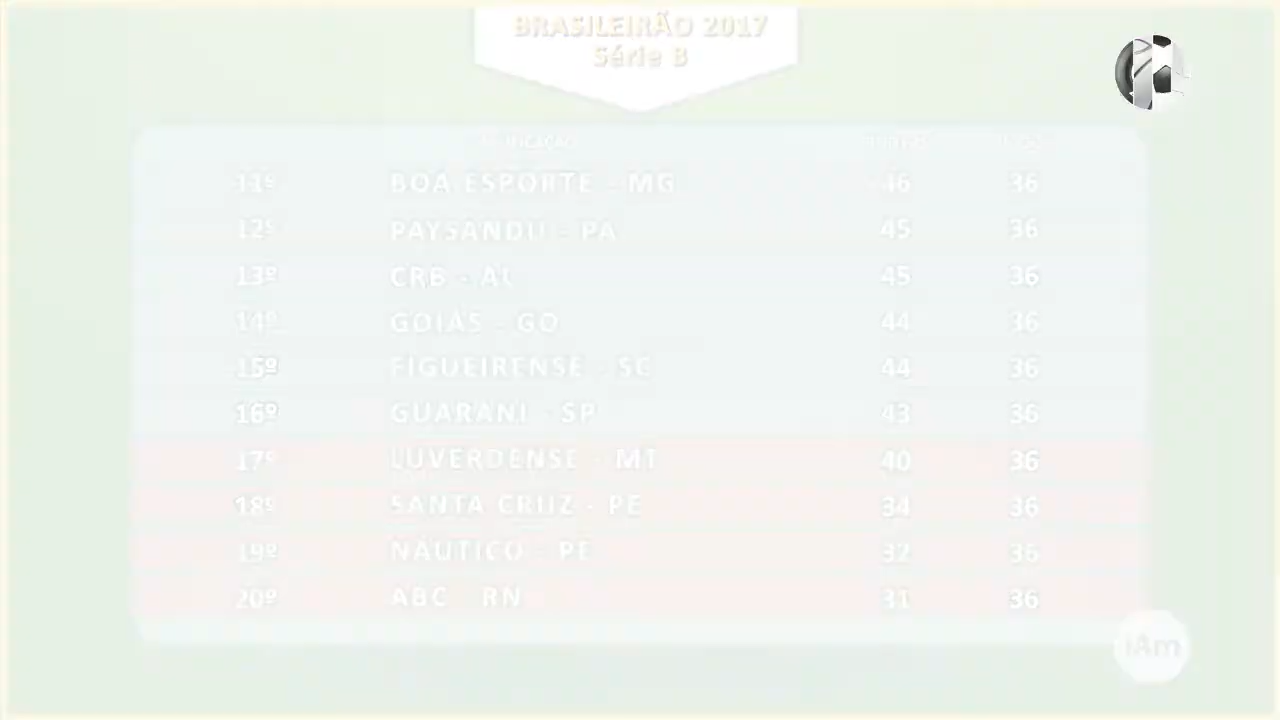 BRASILEIRÃO 2017
Série B
11º BOA ESPORTE - MG 46 36
12º PAYSANDU - PA 45 36
13º CRB - AL 45 36
14º GOIÁS - GO 44 36
15º FIGUEIRENSE - SC 44 36
16º GUARANI - SP 43 36
17º LUVERDENSE - MT 40 36
18º SANTA CRUZ - PE 34 36
19º NÁUTICO - PE 32 36
20º ABC - RN 31 36
iAm